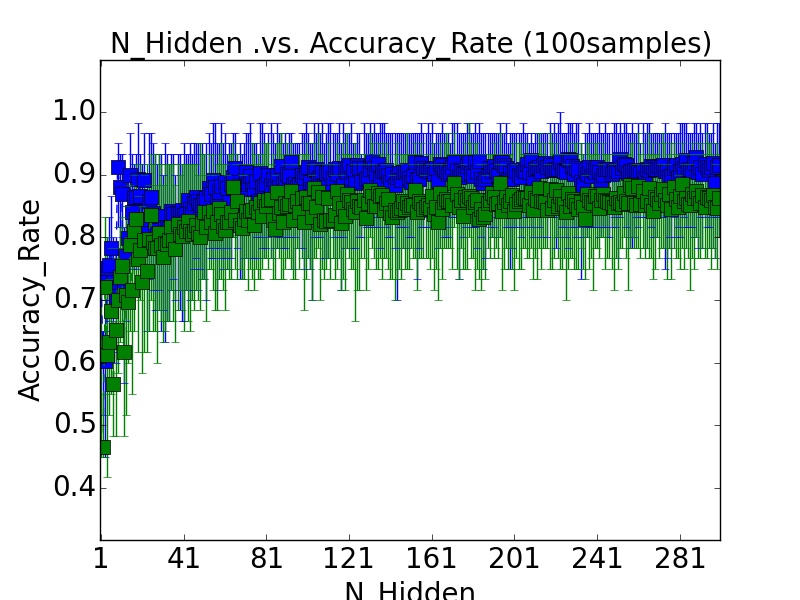 N_Hidden .vs. Accuracy_Rate (100samples)
1.0
0.9
0.8
0.7
0.6
0.5
0.4
Accuracy_Rate
1 41 81 121 161 201 241 281
N_Hidden